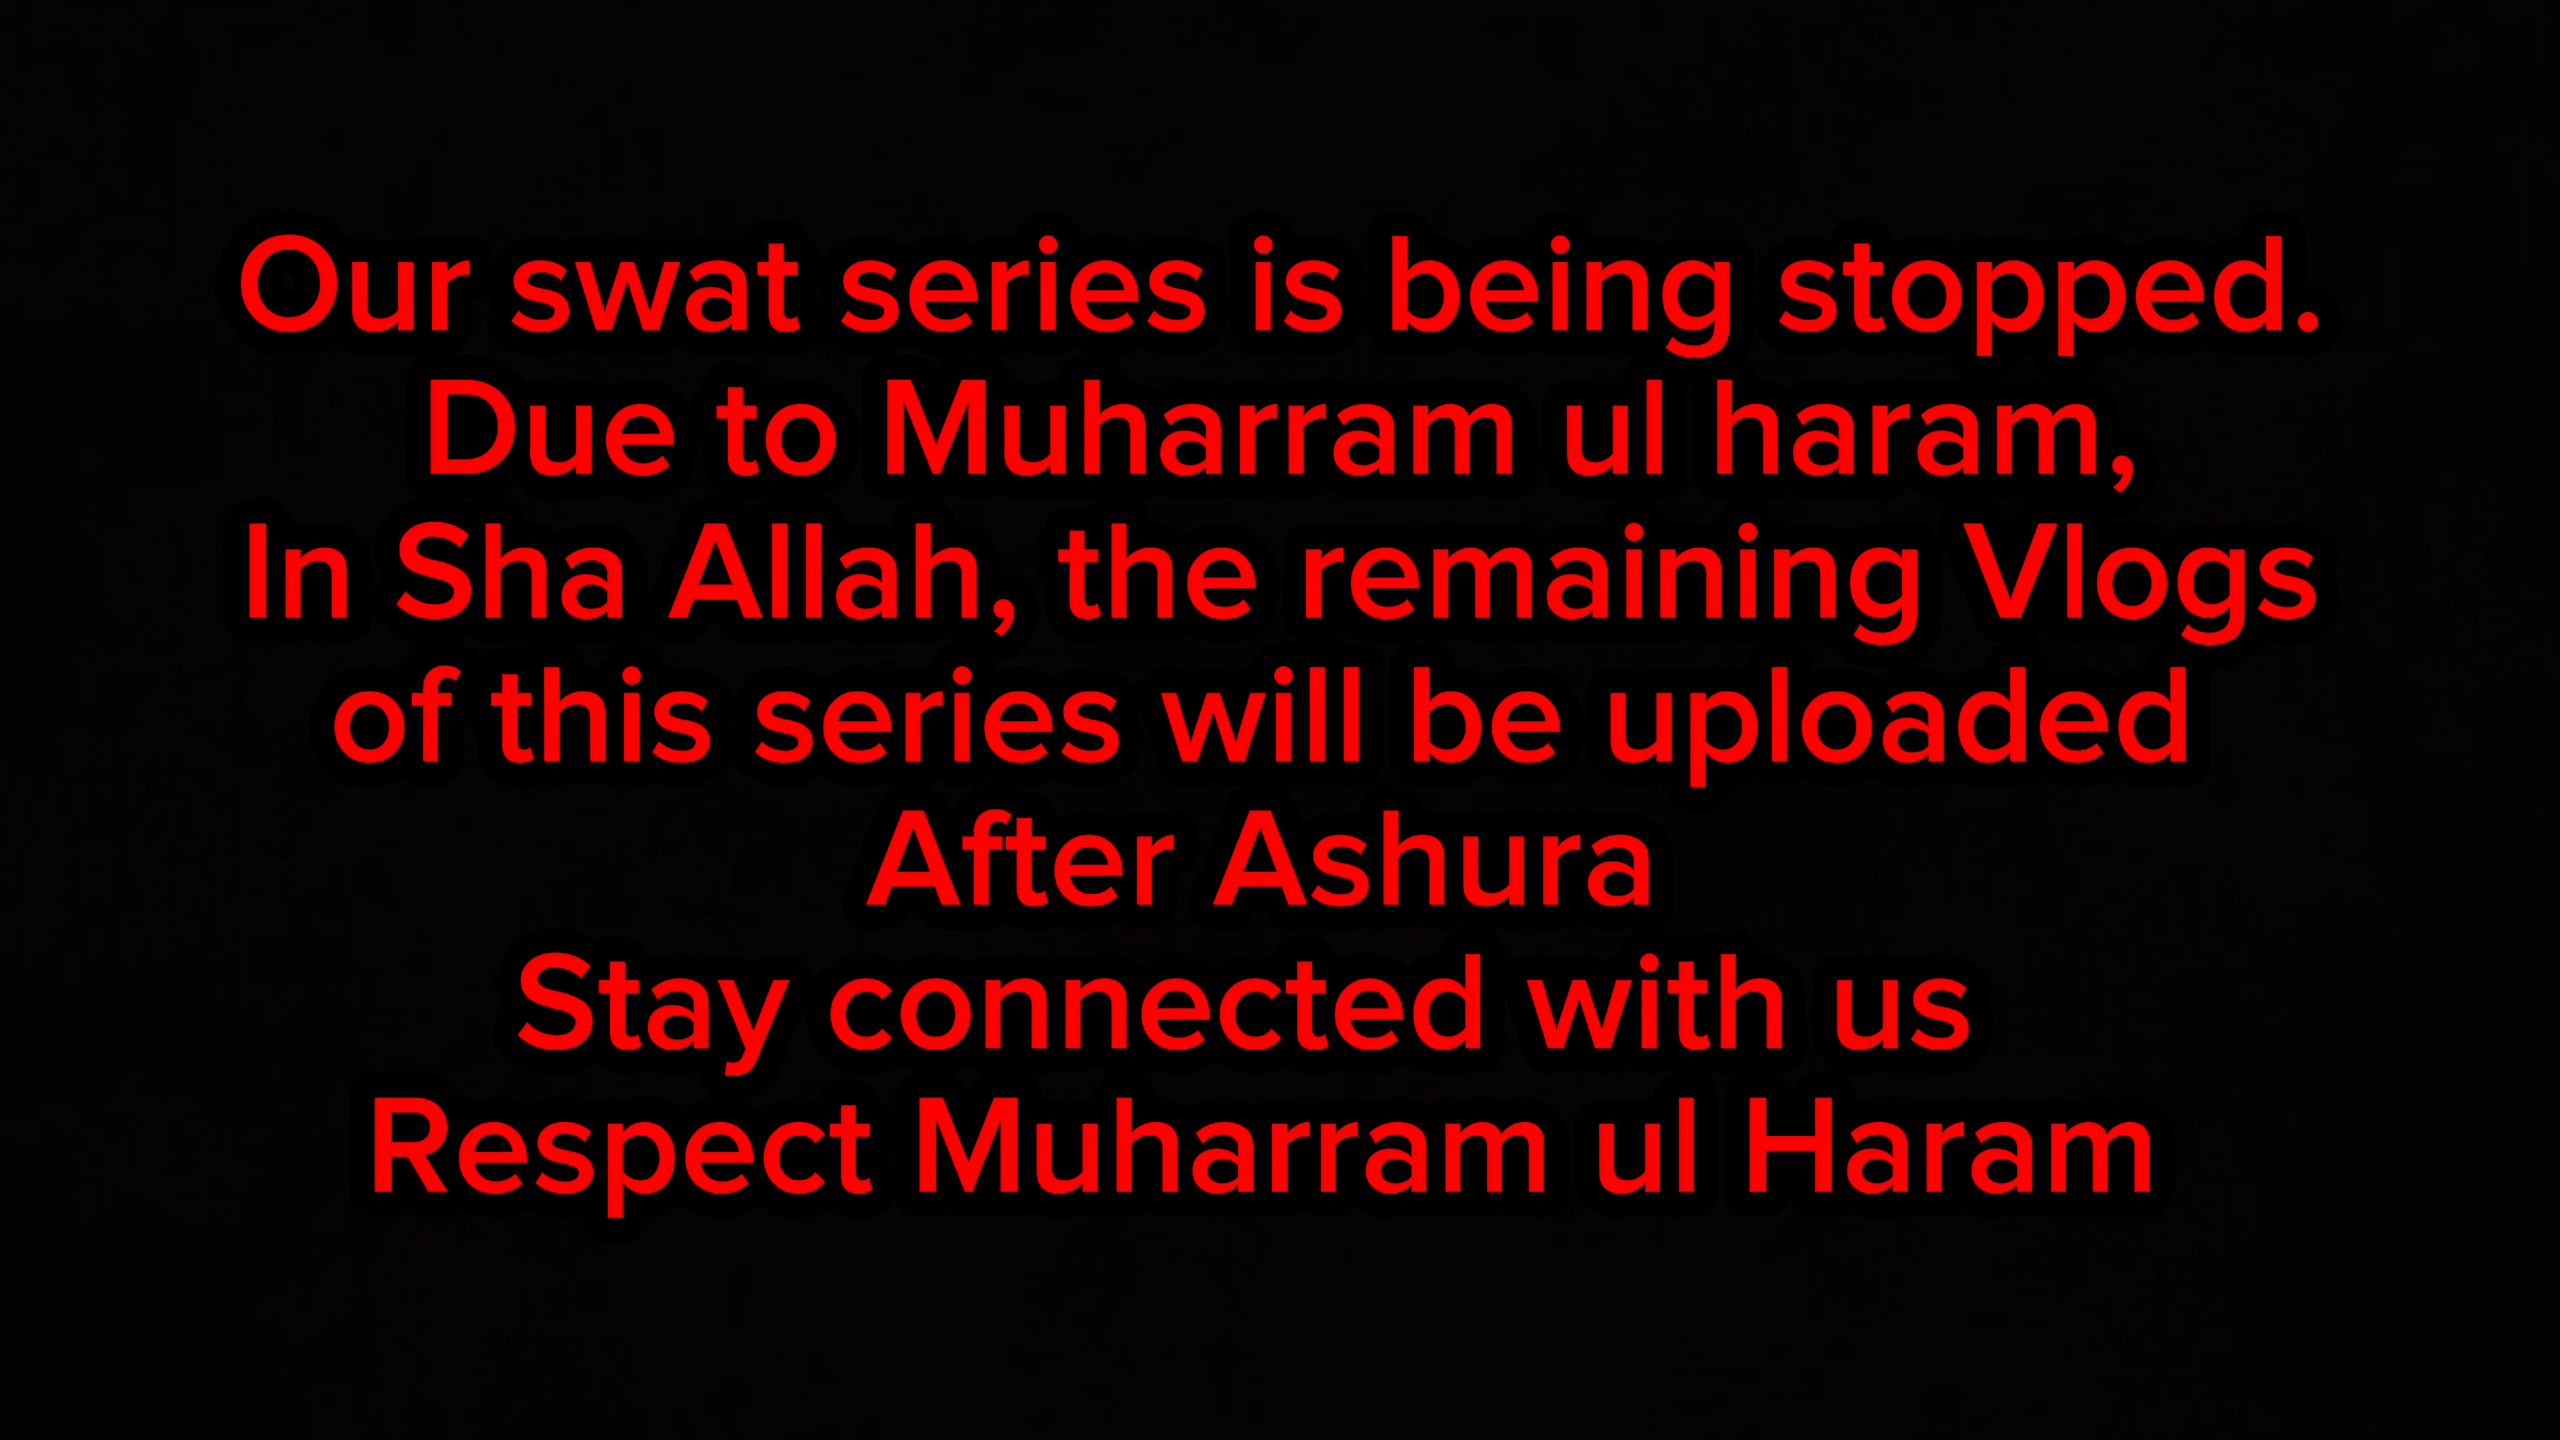 Our swat series is being stopped.
Due to Muharram ul haram,
In Sha Allah, the remaining Vlogs
of this series will be uploaded
After Ashura
Stay connected with us
Respect Muharram ul Haram